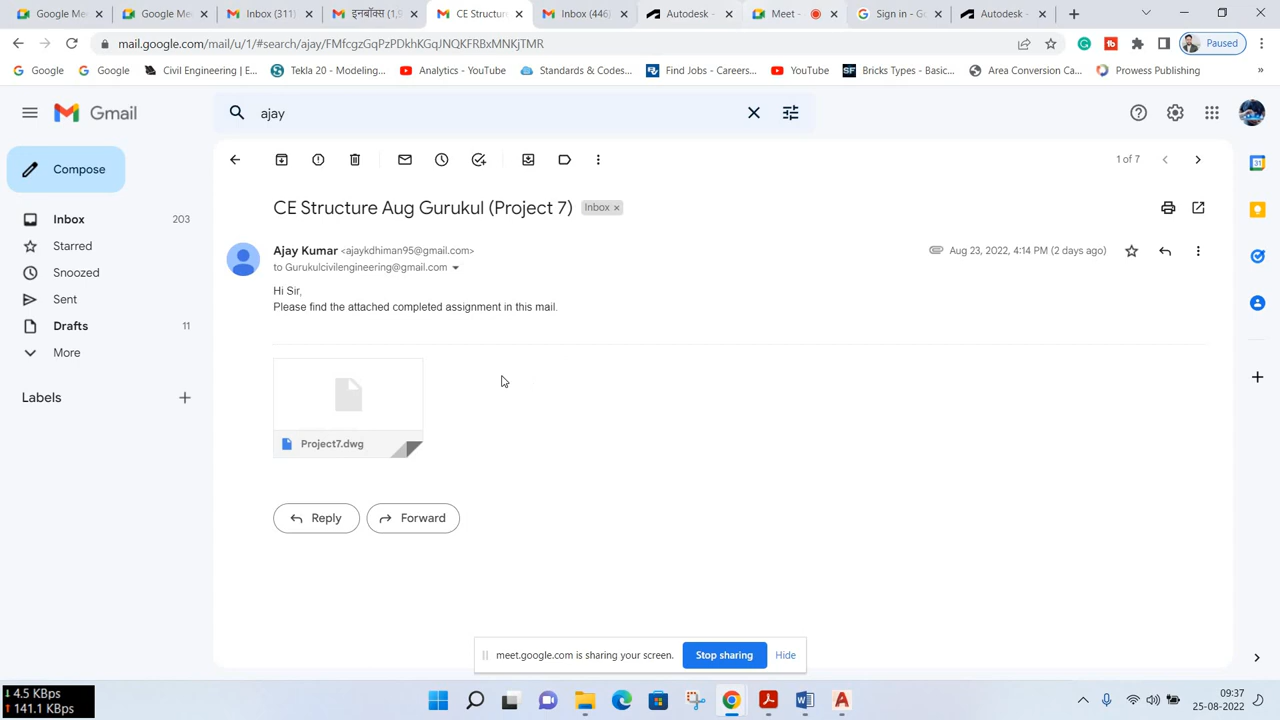 Google Me
Google Me
Inbox (311)
इनबॉक्स (1,9
CE Structure
Inbox (446)
Autodesk -
Meet -
Sign in - Go
Autodesk -
mail.google.com/mail/u/1/#search/ajay/FMfcgzGqPpPDkhKGqJNQKFRBxMNKjTMR
Paused
Google
Google
Civil Engineering | E...
Tekla 20 - Modeling...
Analytics - YouTube
Standards & Codes...
Find Jobs - Careers...
YouTube
SF Bricks Types - Basic...
Area Conversion Ca...
Prowess Publishing
»
Gmail
ajay
Compose
1 of 7
Inbox 203
Starred
Snoozed
Sent
Drafts 11
More
Labels
CE Structure Aug Gurukul (Project 7) Inbox ×
Ajay Kumar <ajaykdhiman95@gmail.com>
Aug 23, 2022, 4:14 PM (2 days ago)
to Gurukulcivilengineering@gmail.com
Hi Sir,
Please find the attached completed assignment in this mail.
Project7.dwg
Reply
Forward
meet.google.com is sharing your screen. Stop sharing Hide
↓ 4.5 KBps
↑ 141.1 KBps
09:37
25-08-2022